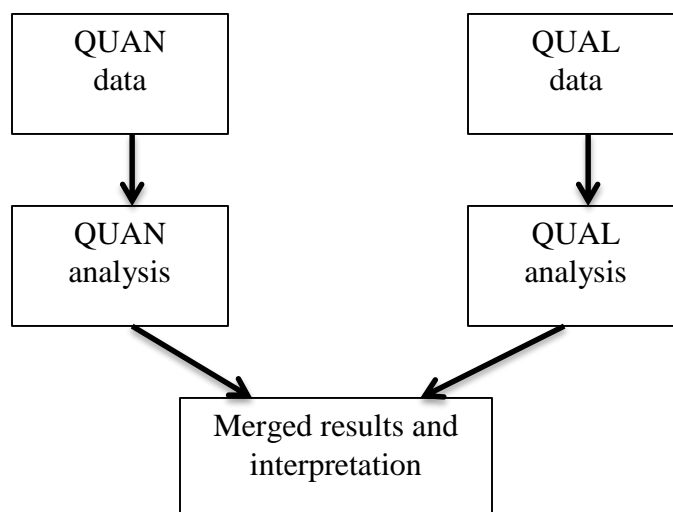 QUAN
data
QUAL
data
QUAN
analysis
QUAL
analysis
Merged results and
interpretation